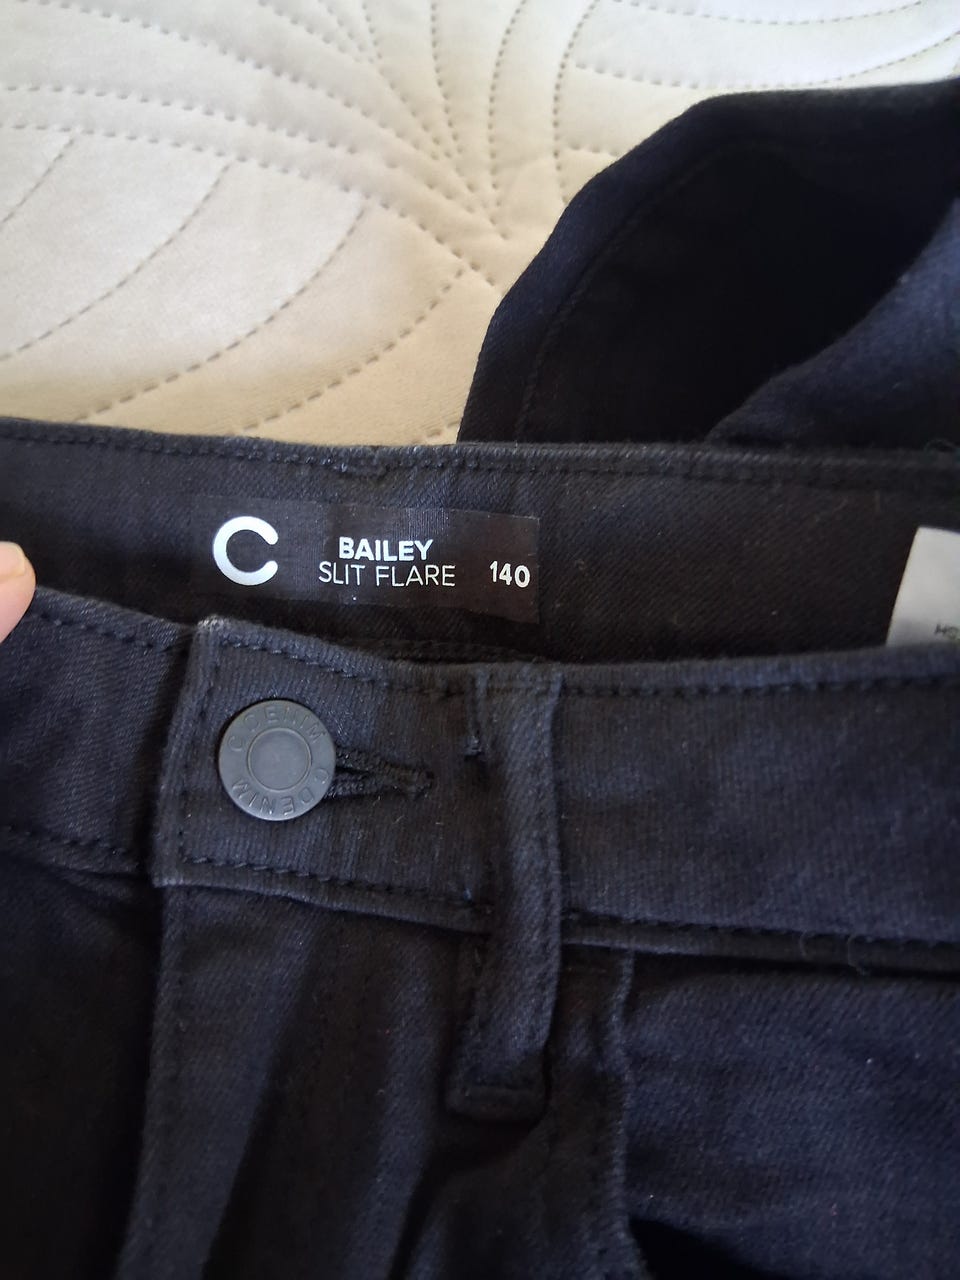 C
BAILEY
SLIT FLARE
140
C DENIM C DENIM